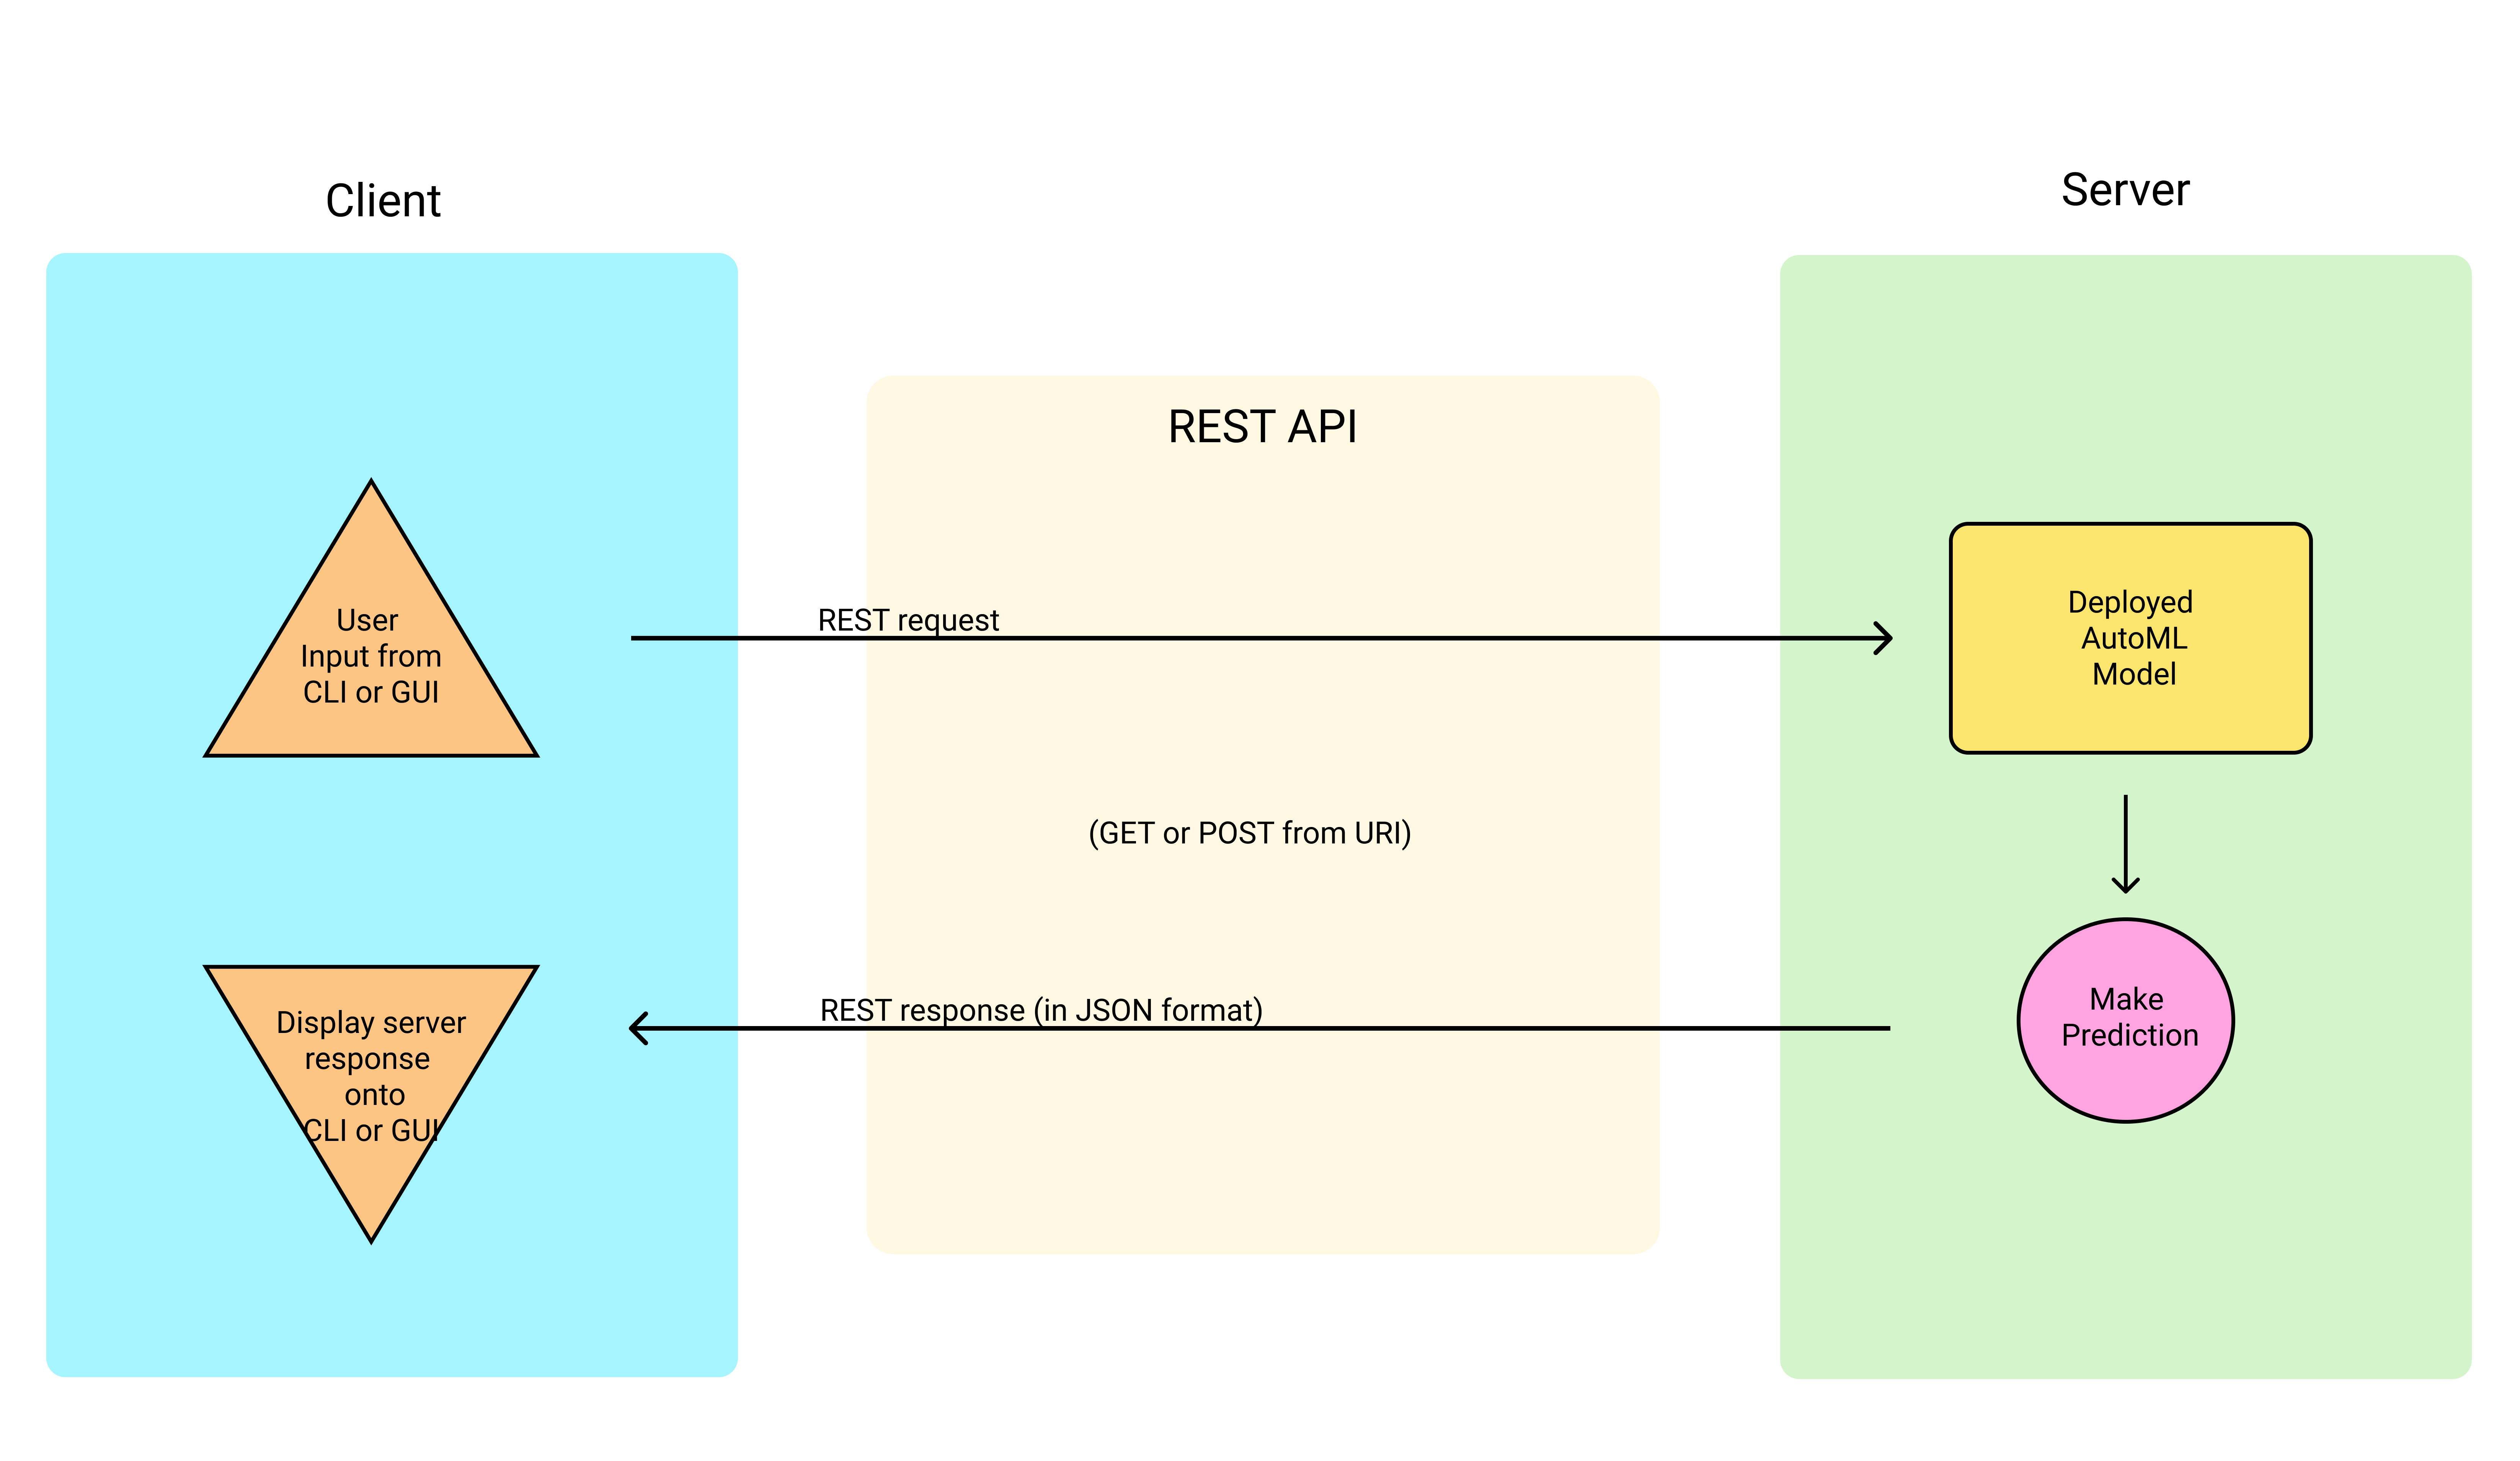 Client
Server
REST API
User
Input from
CLI or GUI
REST request
Deployed
AutoML
Model
(GET or POST from URI)
Display server
response
onto
CLI or GUI
REST response (in JSON format)
Make
Prediction